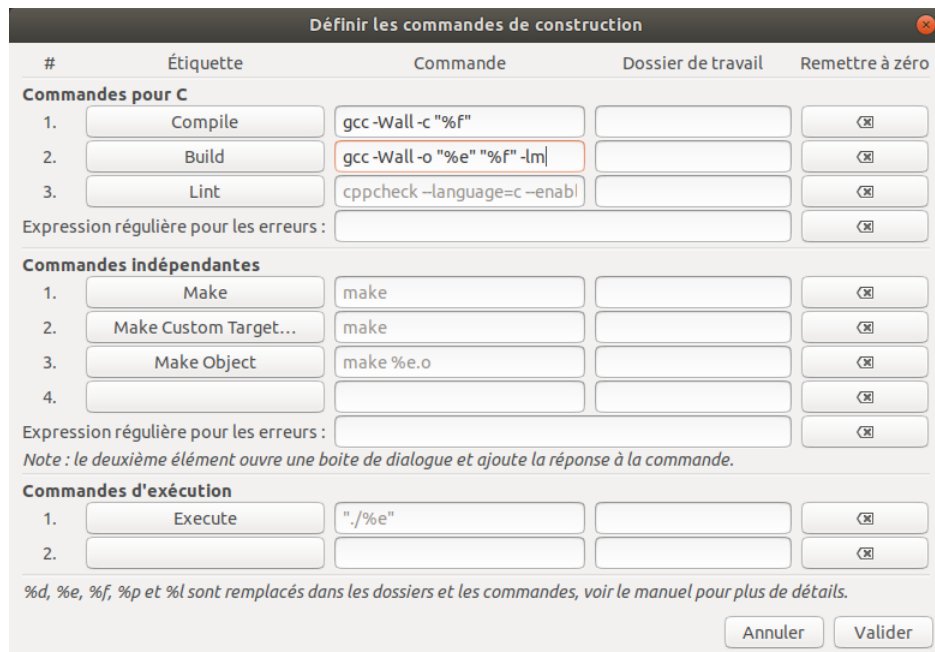 Définir les commandes de construction
# Étiquette Commande Dossier de travail Remettre à zéro
Commandes pour C
1. Compile gcc -Wall -c "%f"
2. Build gcc -Wall -o "%e" "%f" -lm
3. Lint cppcheck --language=c --enabl
Expression régulière pour les erreurs :
Commandes indépendantes
1. Make make
2. Make Custom Target... make
3. Make Object make %e.o
4.
Expression régulière pour les erreurs :
Note : le deuxième élément ouvre une boite de dialogue et ajoute la réponse à la commande.
Commandes d'exécution
1. Execute "./%e"
2.
%d, %e, %f, %p et %l sont remplacés dans les dossiers et les commandes, voir le manuel pour plus de détails.
Annuler Valider